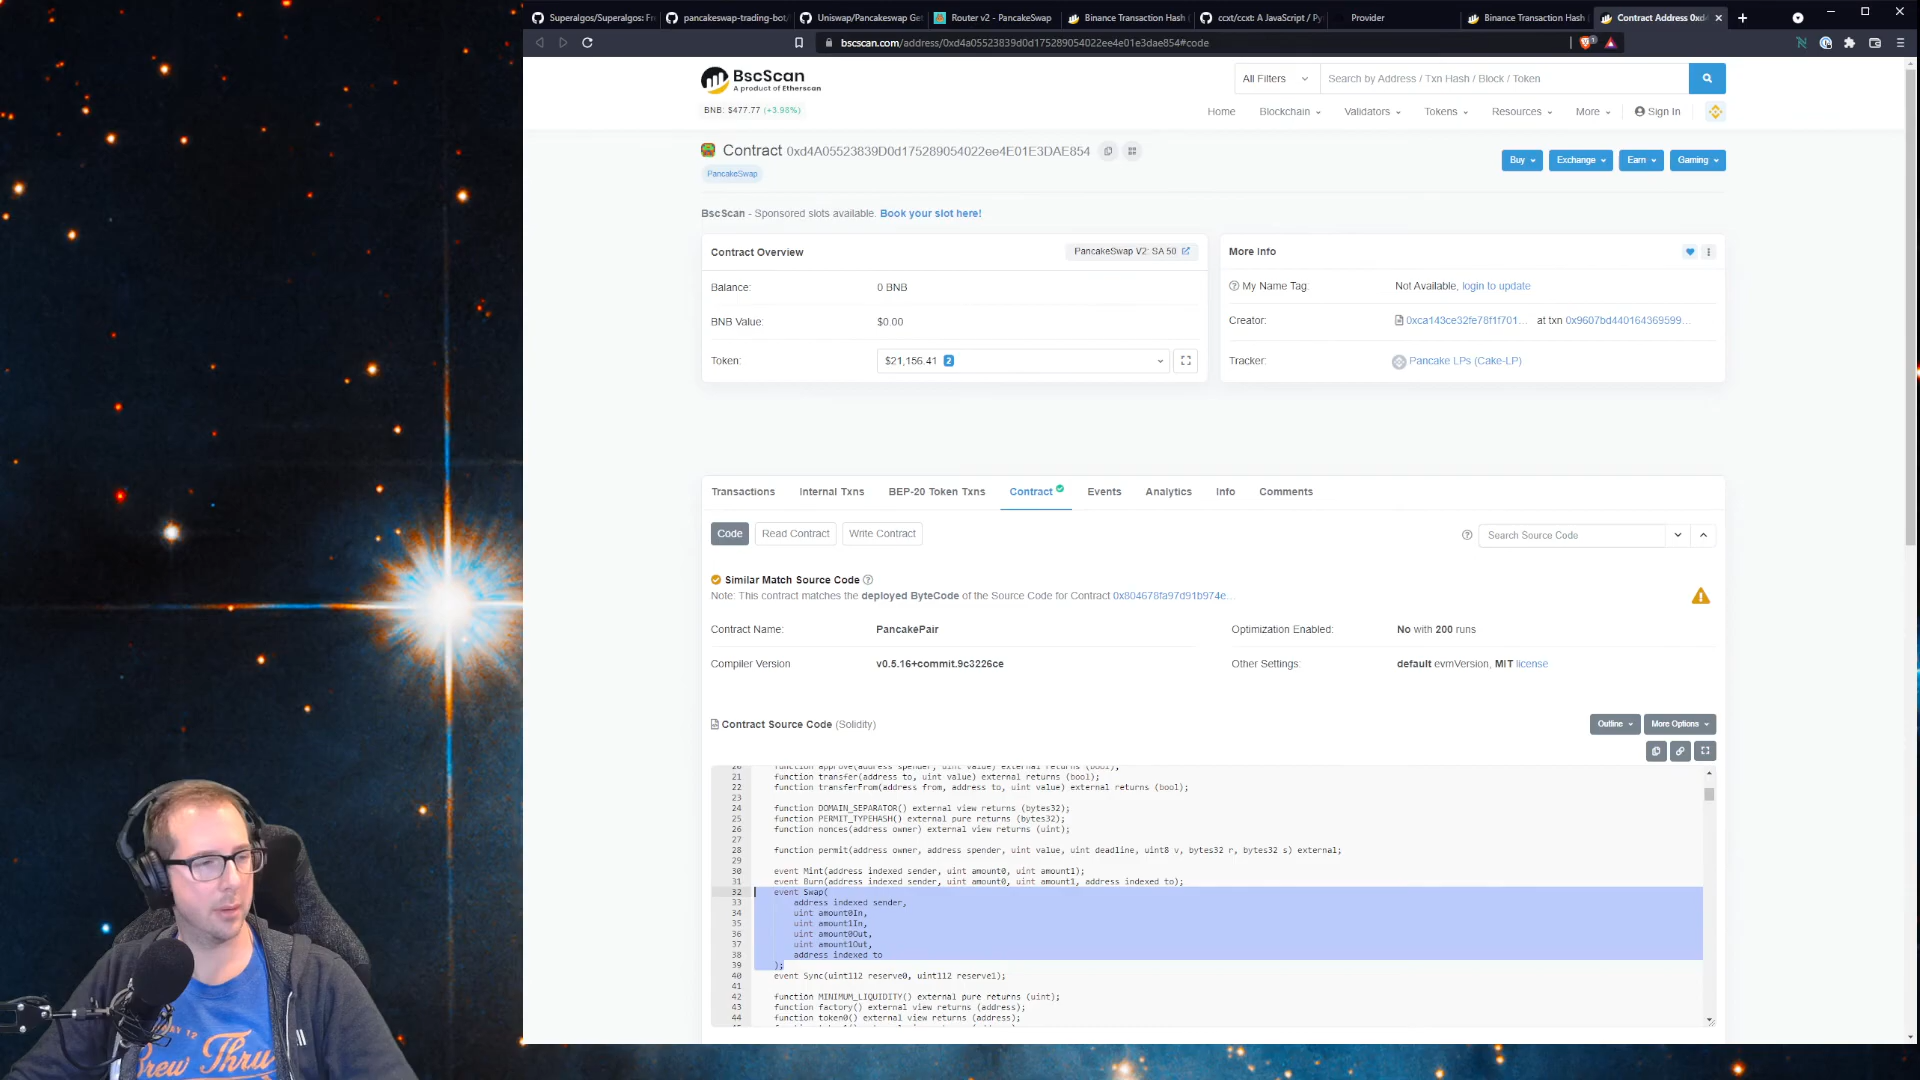 Superalgos/Superalgos: Fr
pancakeswap-trading-bot/
Uniswap/Pancakeswap Get
Router v2 - PancakeSwap
Binance Transaction Hash
ccxt/ccxt: A JavaScript / Py
Provider
Binance Transaction Hash
Contract Address 0xd4
bscscan.com/address/0xd4a05523839d0d175289054022ee4e01e3dae854#code
BscScan
A product of Etherscan
All Filters
Search by Address / Txn Hash / Block / Token
BNB: $477.77 (+3.98%)
Home
Blockchain
Validators
Tokens
Resources
More
Sign In
Contract 0xd4A05523839D0d175289054022ee4E01E3DAE854
Buy
Exchange
Earn
Gaming
PancakeSwap
BscScan - Sponsored slots available. Book your slot here!
Contract Overview
PancakeSwap V2: SA 50
More Info
Balance:
0 BNB
My Name Tag:
Not Available, login to update
BNB Value:
$0.00
Creator:
0xca143ce32fe78f1f701... at txn 0x9607bd440164369599...
Token:
$21,156.41 2
Tracker:
Pancake LPs (Cake-LP)
Transactions
Internal Txns
BEP-20 Token Txns
Contract
Events
Analytics
Info
Comments
Code
Read Contract
Write Contract
Search Source Code
Similar Match Source Code
Note: This contract matches the deployed ByteCode of the Source Code for Contract 0x804678fa97d91b974e...
Contract Name:
PancakePair
Optimization Enabled:
No with 200 runs
Compiler Version
v0.5.16+commit.9c3226ce
Other Settings:
default evmVersion, MIT license
Contract Source Code (Solidity)
Outline
More Options
20 function approve(address spender, uint value) external returns (bool);
21 function transfer(address to, uint value) external returns (bool);
22 function transferFrom(address from, address to, uint value) external returns (bool);
23
24 function DOMAIN_SEPARATOR() external view returns (bytes32);
25 function PERMIT_TYPEHASH() external pure returns (bytes32);
26 function nonces(address owner) external view returns (uint);
27
28 function permit(address owner, address spender, uint value, uint deadline, uint8 v, bytes32 r, bytes32 s) external;
29
30 event Mint(address indexed sender, uint amount0, uint amount1);
31 event Burn(address indexed sender, uint amount0, uint amount1, address indexed to);
32 event Swap(
33 address indexed sender,
34 uint amount0In,
35 uint amount1In,
36 uint amount0Out,
37 uint amount1Out,
38 address indexed to
39 );
40 event Sync(uint112 reserve0, uint112 reserve1);
41
42 function MINIMUM_LIQUIDITY() external pure returns (uint);
43 function factory() external view returns (address);
44 function token0() external view returns (address);
Brew Thru